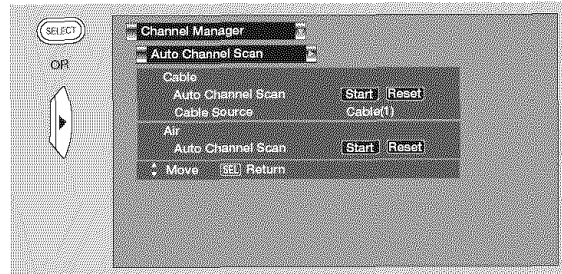 SELECT
OR
Channel Manager
Auto Channel Scan
Cable
Auto Channel Scan Start Reset
Cable Source Cable(1)
Air
Auto Channel Scan Start Reset
Move SEL Return